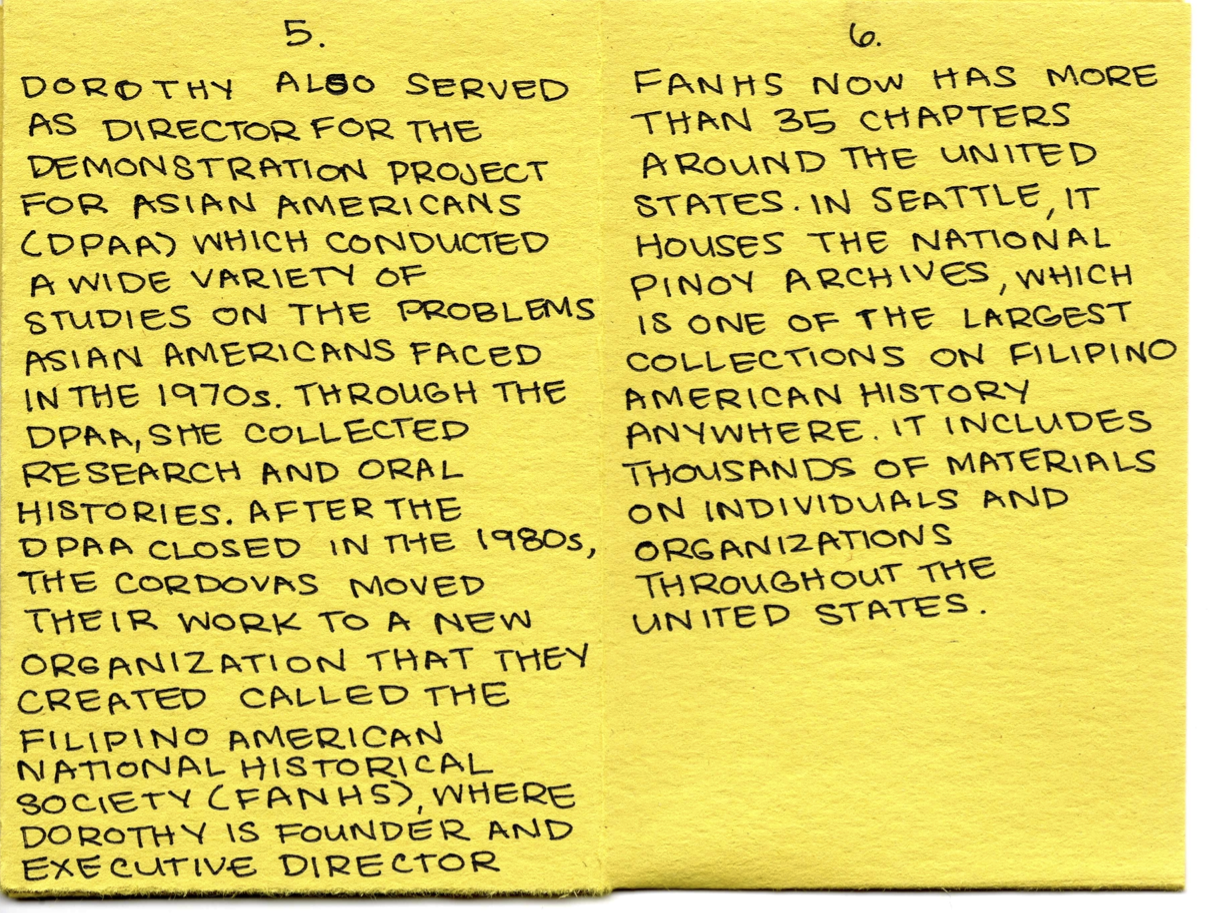 5.
DOROTHY ALSO SERVED
AS DIRECTOR FOR THE
DEMONSTRATION PROJECT
FOR ASIAN AMERICANS
(DPAA) WHICH CONDUCTED
A WIDE VARIETY OF
STUDIES ON THE PROBLEMS
ASIAN AMERICANS FACED
IN THE 1970s. THROUGH THE
DPAA, SHE COLLECTED
RESEARCH AND ORAL
HISTORIES. AFTER THE
DPAA CLOSED IN THE 1980s,
THE CORDOVAS MOVED
THEIR WORK TO A NEW
ORGANIZATION THAT THEY
CREATED CALLED THE
FILIPINO AMERICAN
NATIONAL HISTORICAL
SOCIETY (FANHS), WHERE
DOROTHY IS FOUNDER AND
EXECUTIVE DIRECTOR
6.
FANHS NOW HAS MORE
THAN 35 CHAPTERS
AROUND THE UNITED
STATES. IN SEATTLE, IT
HOUSES THE NATIONAL
PINOY ARCHIVES, WHICH
IS ONE OF THE LARGEST
COLLECTIONS ON FILIPINO
AMERICAN HISTORY
ANYWHERE. IT INCLUDES
THOUSANDS OF MATERIALS
ON INDIVIDUALS AND
ORGANIZATIONS
THROUGHOUT THE
UNITED STATES.